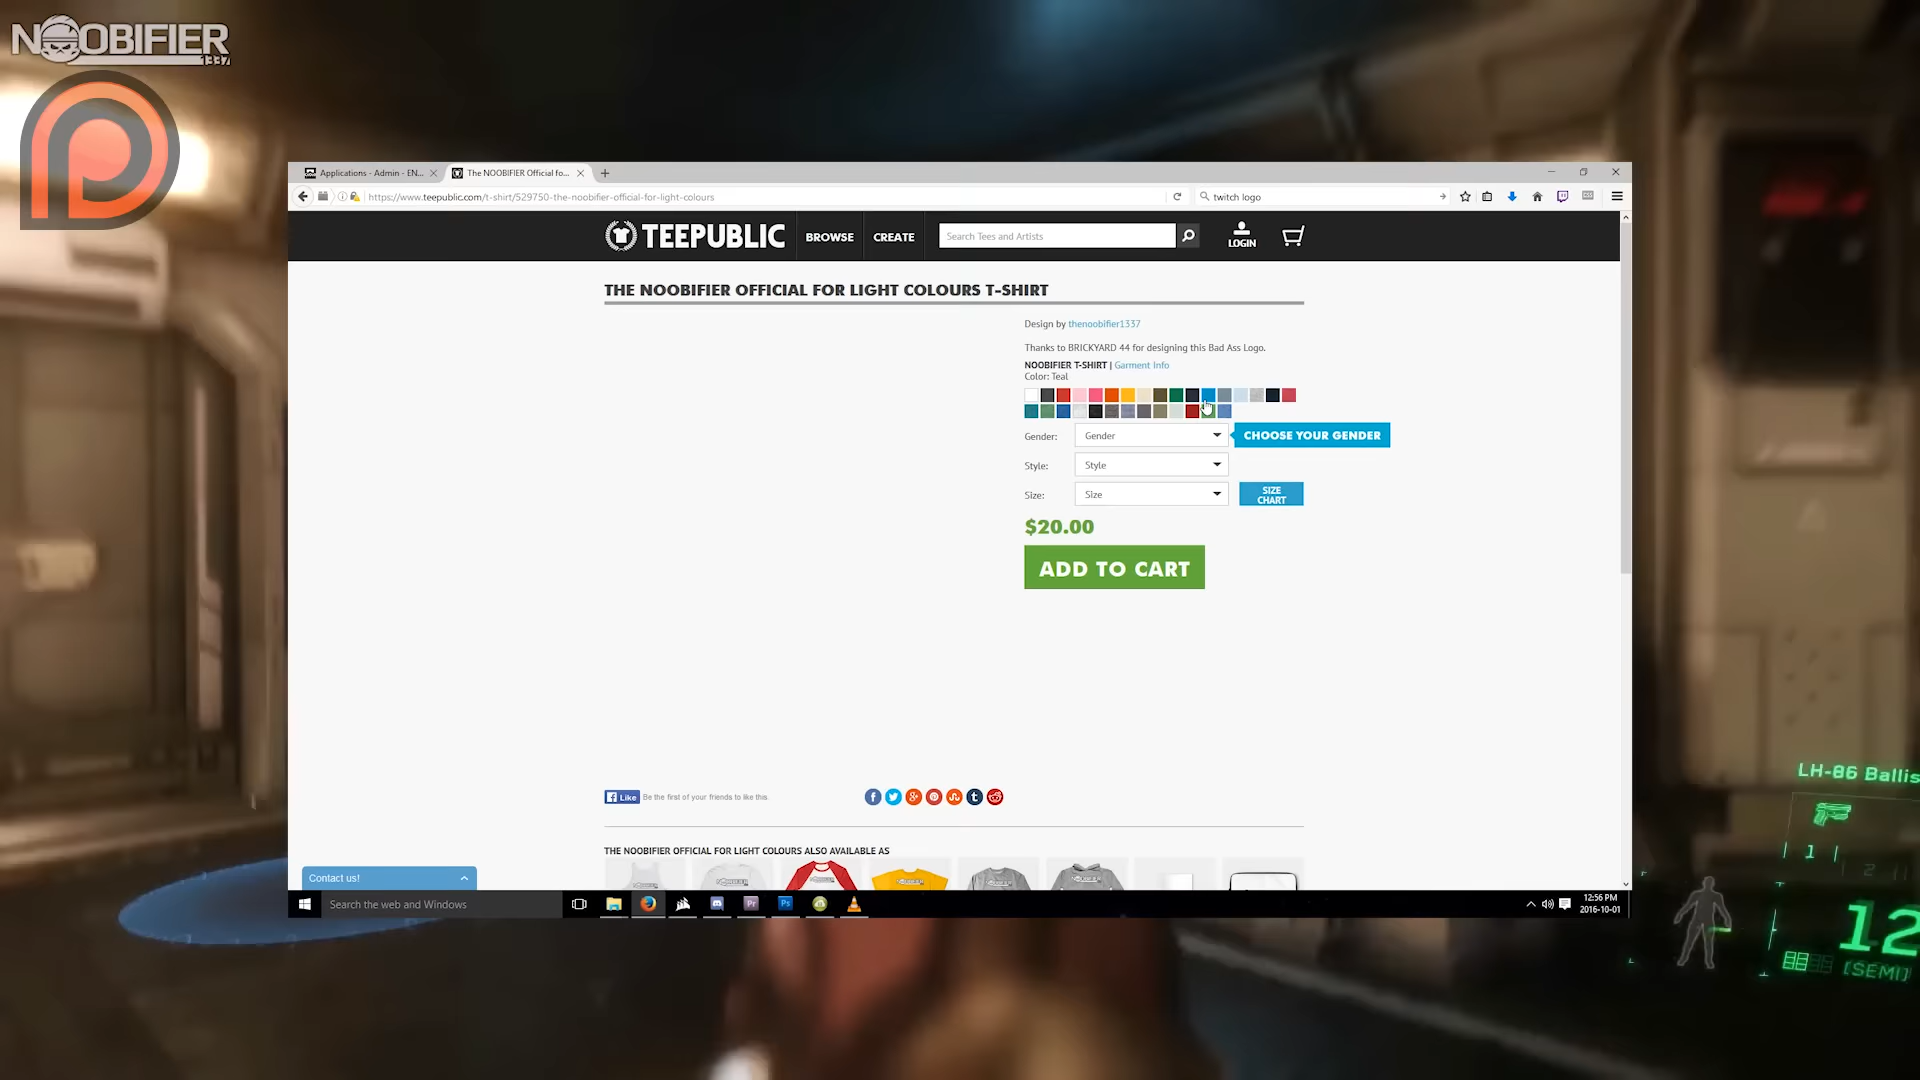 NOOBIFIER
1337
Applications - Admin - EN...
The NOOBIFIER Official fo...
https://www.teepublic.com/t-shirt/529750-the-noobifier-official-for-light-colours
twitch logo
TEEPUBLIC
BROWSE
CREATE
Search Tees and Artists
LOGIN
THE NOOBIFIER OFFICIAL FOR LIGHT COLOURS T-SHIRT
Design by thenoobifier1337
Thanks to BRICKYARD 44 for designing this Bad Ass Logo.
NOOBIFIER T-SHIRT | Garment Info
Color: Teal
Gender: Gender
CHOOSE YOUR GENDER
Style: Style
Size: Size
SIZE
CHART
$20.00
ADD TO CART
Like Be the first of your friends to like this.
THE NOOBIFIER OFFICIAL FOR LIGHT COLOURS ALSO AVAILABLE AS
Contact us!
Search the web and Windows
12:56 PM
2016-10-01
LH-86 Ballis
1
2
12
[SEMI]